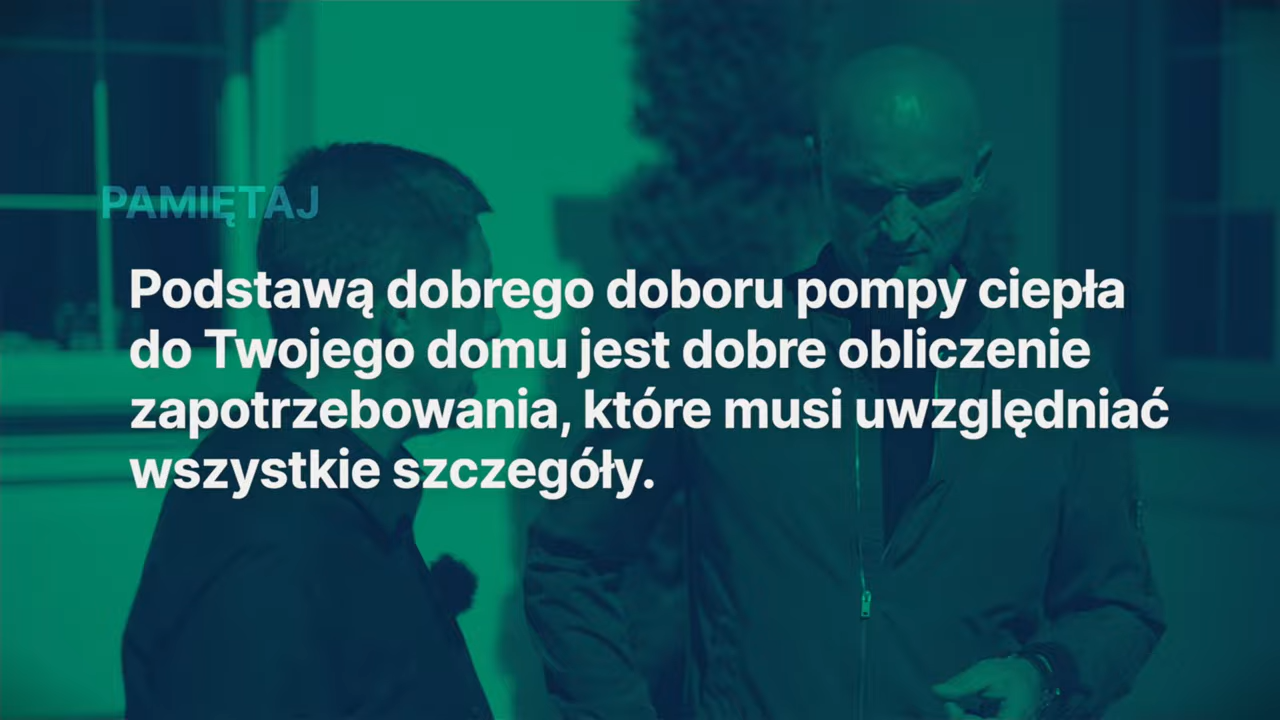 PAMIĘTAJ
Podstawą dobrego doboru pompy ciepła
do Twojego domu jest dobre obliczenie
zapotrzebowania, które musi uwzględniać
wszystkie szczegóły.